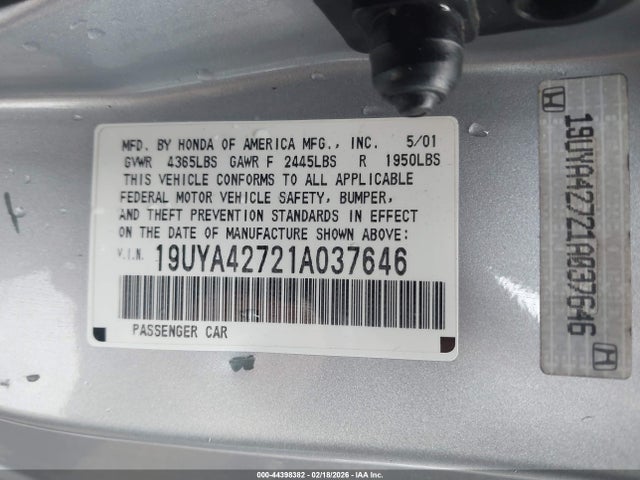 MFD. BY HONDA OF AMERICA MFG., INC. 5/01
GVWR 4365LBS GAWR F 2445LBS R 1950LBS
THIS VEHICLE CONFORMS TO ALL APPLICABLE
FEDERAL MOTOR VEHICLE SAFETY, BUMPER,
AND THEFT PREVENTION STANDARDS IN EFFECT
ON THE DATE OF MANUFACTURE SHOWN ABOVE:
V.I.N. 19UYA42721A037646
PASSENGER CAR
19UYA42721A037646
000-44398382 - 02/18/2026 - IAA Inc.